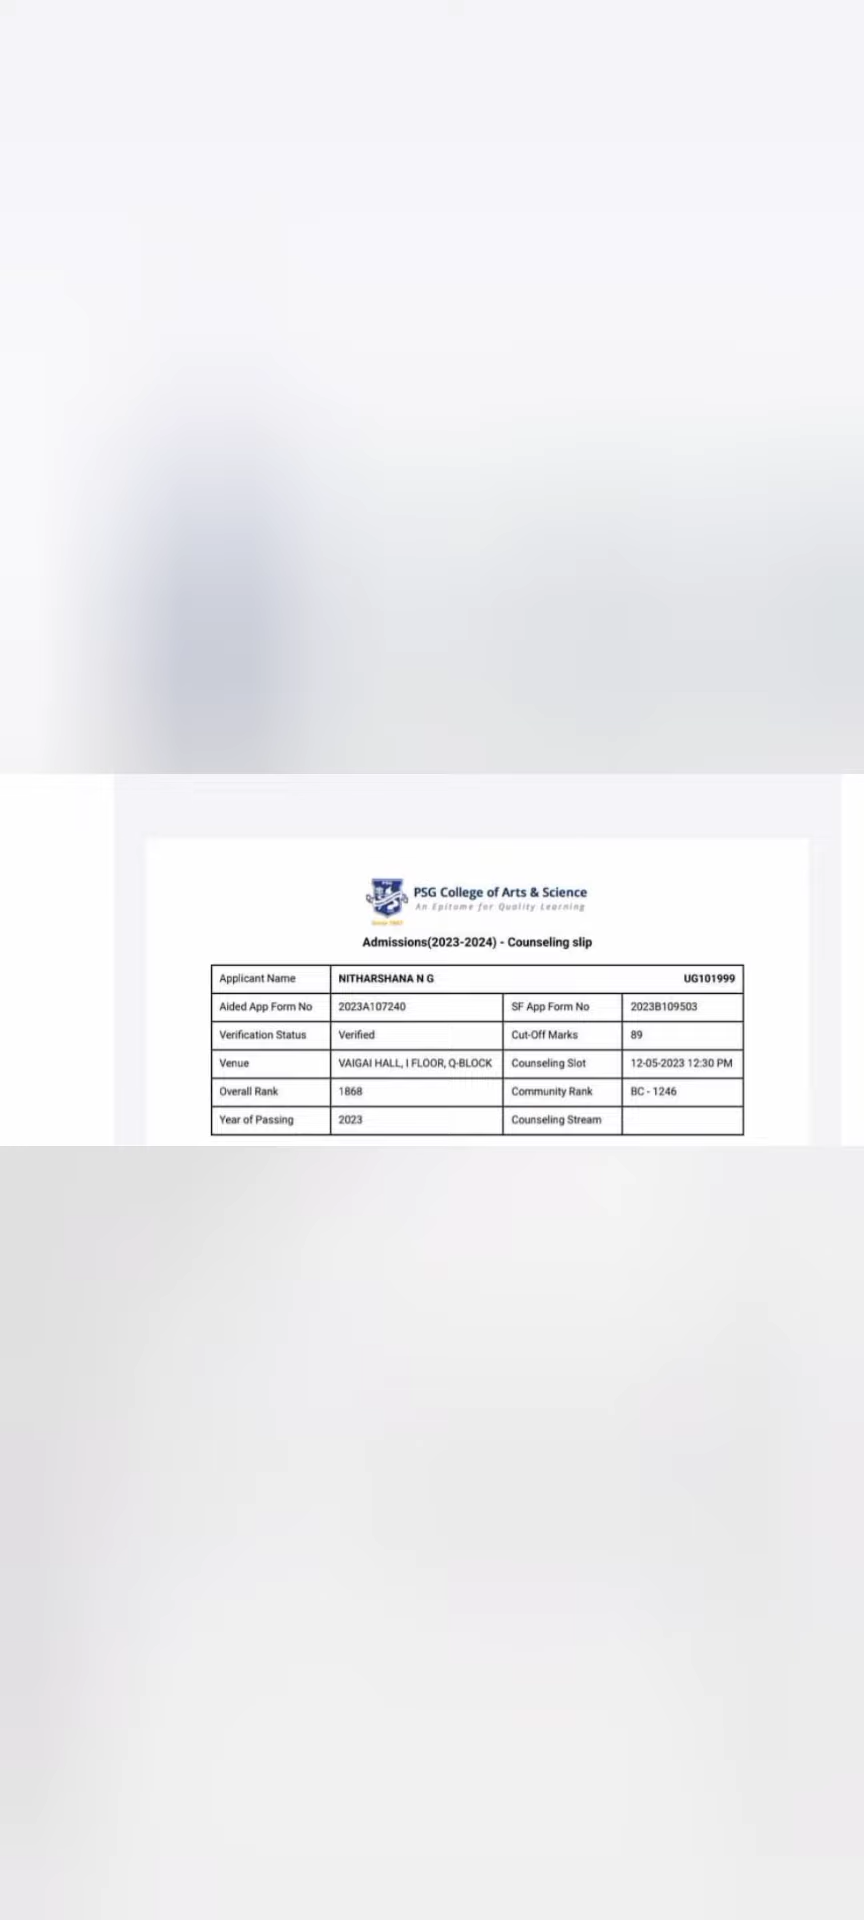 PSG College of Arts & Science
An Epitome for Quality Learning
Admissions(2023-2024) - Counseling slip
Applicant Name NITHARSHANA N G UG101999
Aided App Form No 2023A107240 SF App Form No 2023B109503
Verification Status Verified Cut-Off Marks 89
Venue VAIGAI HALL, I FLOOR, Q-BLOCK Counseling Slot 12-05-2023 12:30 PM
Overall Rank 1868 Community Rank BC - 1246
Year of Passing 2023 Counseling Stream